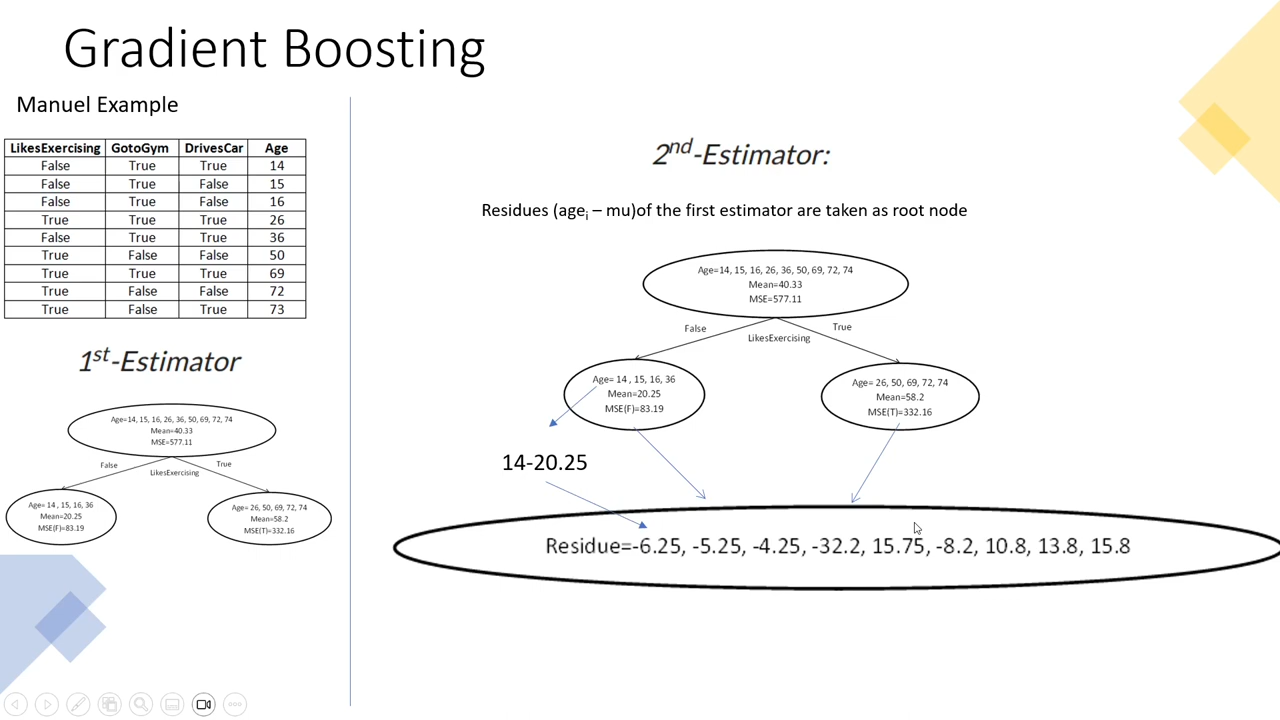 Gradient Boosting
Manuel Example
LikesExercising GotoGym DrivesCar Age
False True True 14
False True False 15
False True False 16
True True True 26
False True True 36
True False False 50
True True True 69
True False False 72
True False True 73
1st-Estimator
Age=14, 15, 16, 26, 36, 50, 69, 72, 74
Mean=40.33
MSE=577.11
False True
LikesExercising
Age= 14 , 15, 16, 36
Mean=20.25
MSE(F)=83.19
Age= 26, 50, 69, 72, 74
Mean=58.2
MSE(T)=332.16
2nd-Estimator:
Residues (agei – mu)of the first estimator are taken as root node
Age=14, 15, 16, 26, 36, 50, 69, 72, 74
Mean=40.33
MSE=577.11
False True
LikesExercising
Age= 14 , 15, 16, 36
Mean=20.25
MSE(F)=83.19
Age= 26, 50, 69, 72, 74
Mean=58.2
MSE(T)=332.16
14-20.25
Residue=-6.25, -5.25, -4.25, -32.2, 15.75, -8.2, 10.8, 13.8, 15.8